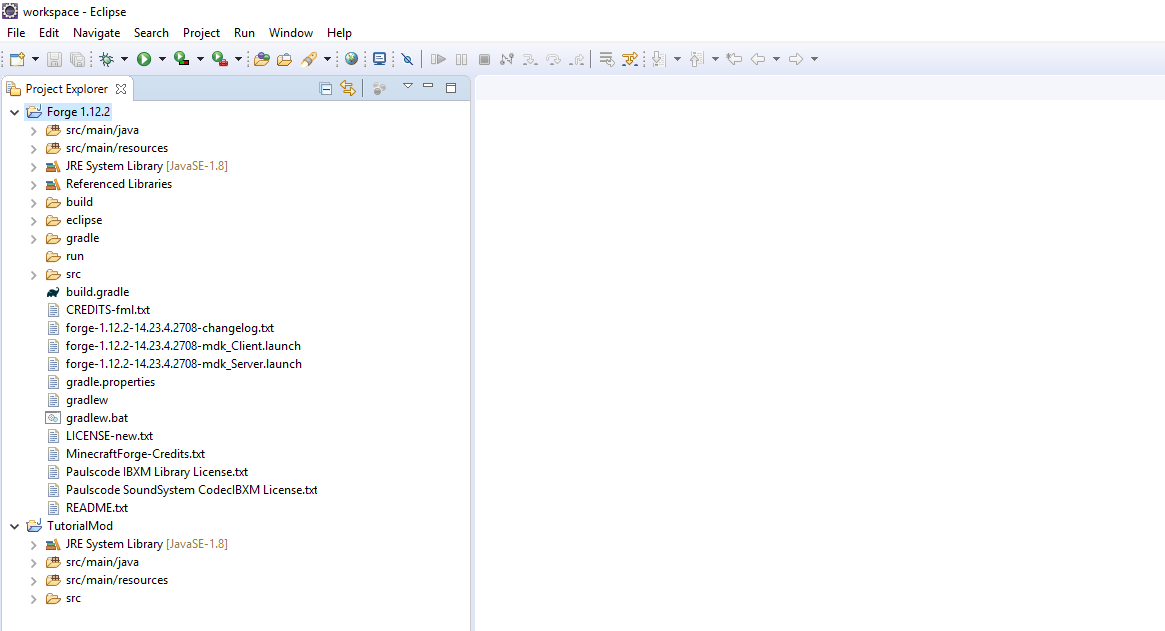 workspace - Eclipse
File Edit Navigate Search Project Run Window Help
Project Explorer
Forge 1.12.2
src/main/java
src/main/resources
JRE System Library [JavaSE-1.8]
Referenced Libraries
build
eclipse
gradle
run
src
build.gradle
CREDITS-fml.txt
forge-1.12.2-14.23.4.2708-changelog.txt
forge-1.12.2-14.23.4.2708-mdk_Client.launch
forge-1.12.2-14.23.4.2708-mdk_Server.launch
gradle.properties
gradlew
gradlew.bat
LICENSE-new.txt
MinecraftForge-Credits.txt
Paulscode IBXM Library License.txt
Paulscode SoundSystem CodecIBXM License.txt
README.txt
TutorialMod
JRE System Library [JavaSE-1.8]
src/main/java
src/main/resources
src